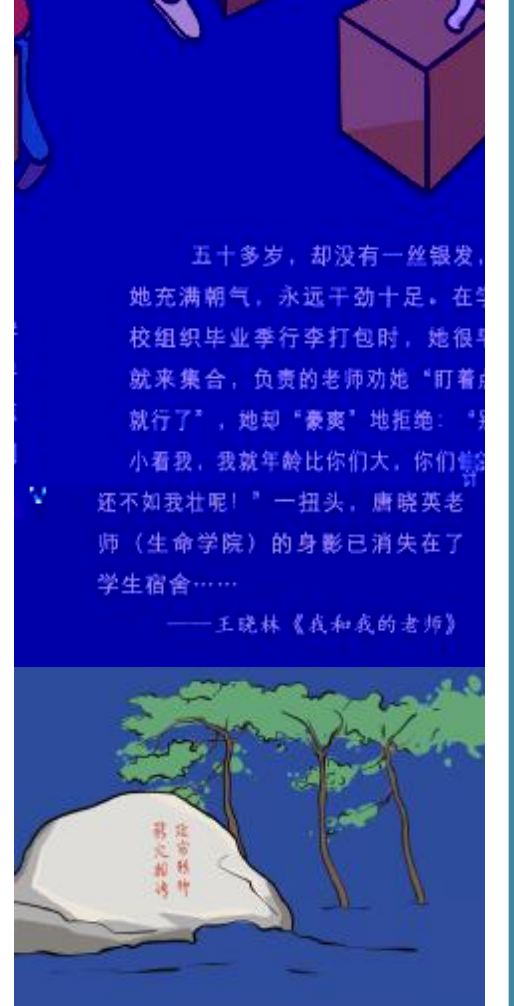 五十多岁，却没有一丝银发，
她充满朝气，永远干劲十足。在学
校组织毕业季行李打包时，她很早
就来集合，负责的老师劝她“盯着点
就行了”，她却“豪爽”地拒绝：“别
小看我，我就年龄比你们大，你们
还不如我壮呢！”一扭头，唐晓英老
师（生命学院）的身影已消失在了
学生宿舍……
——王晓林《我和我的老师》
薪火相传